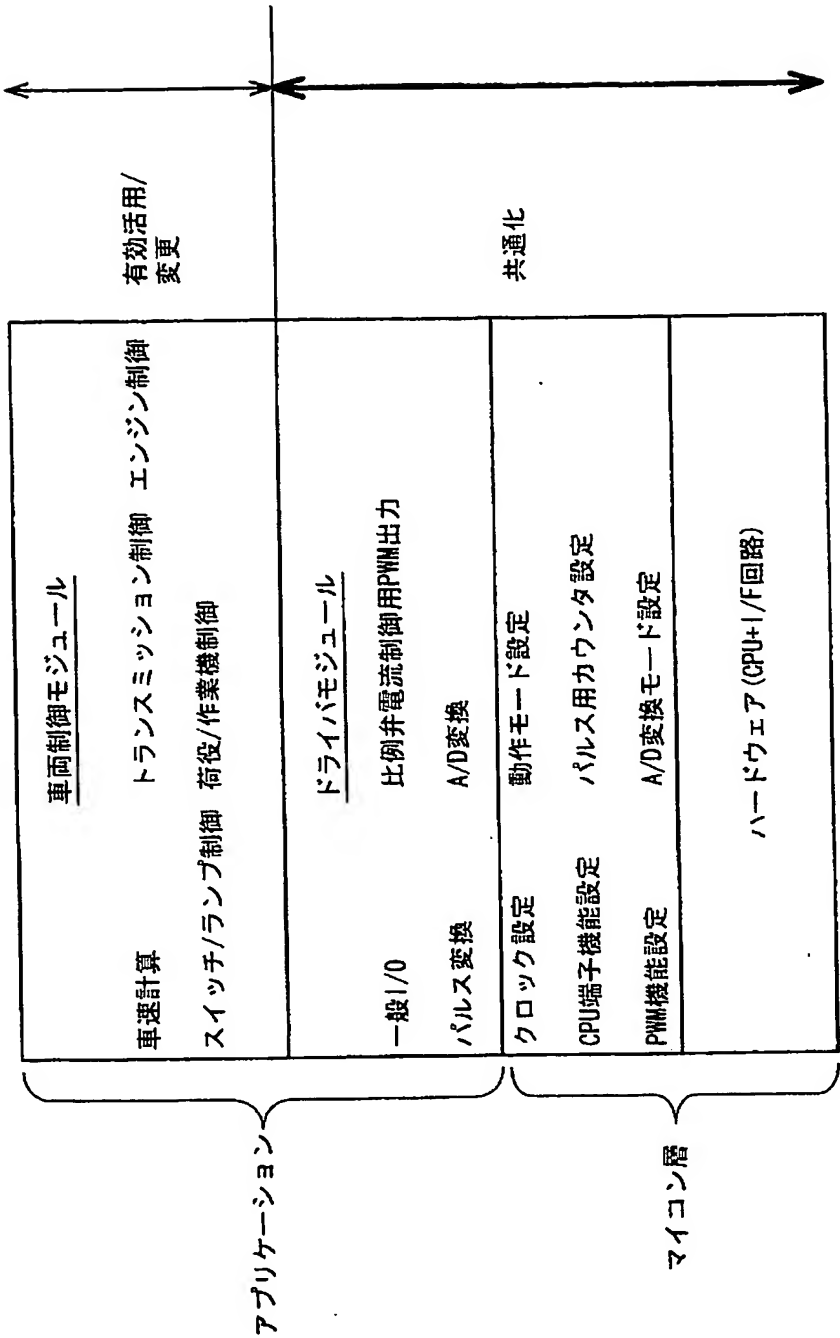 車両制御モジュール
車速計算 トランスミッション制御 エンジン制御
スイッチ/ランプ制御 荷役/作業機制御
ドライバモジュール
一般I/O 比例弁電流制御用PWM出力
パルス変換 A/D変換
クロック設定 動作モード設定
CPU端子機能設定 パルス用カウンタ設定
PWM機能設定 A/D変換モード設定
ハードウェア(CPU+I/F回路)
アプリケーション
マイコン層
有効活用/
変更
共通化